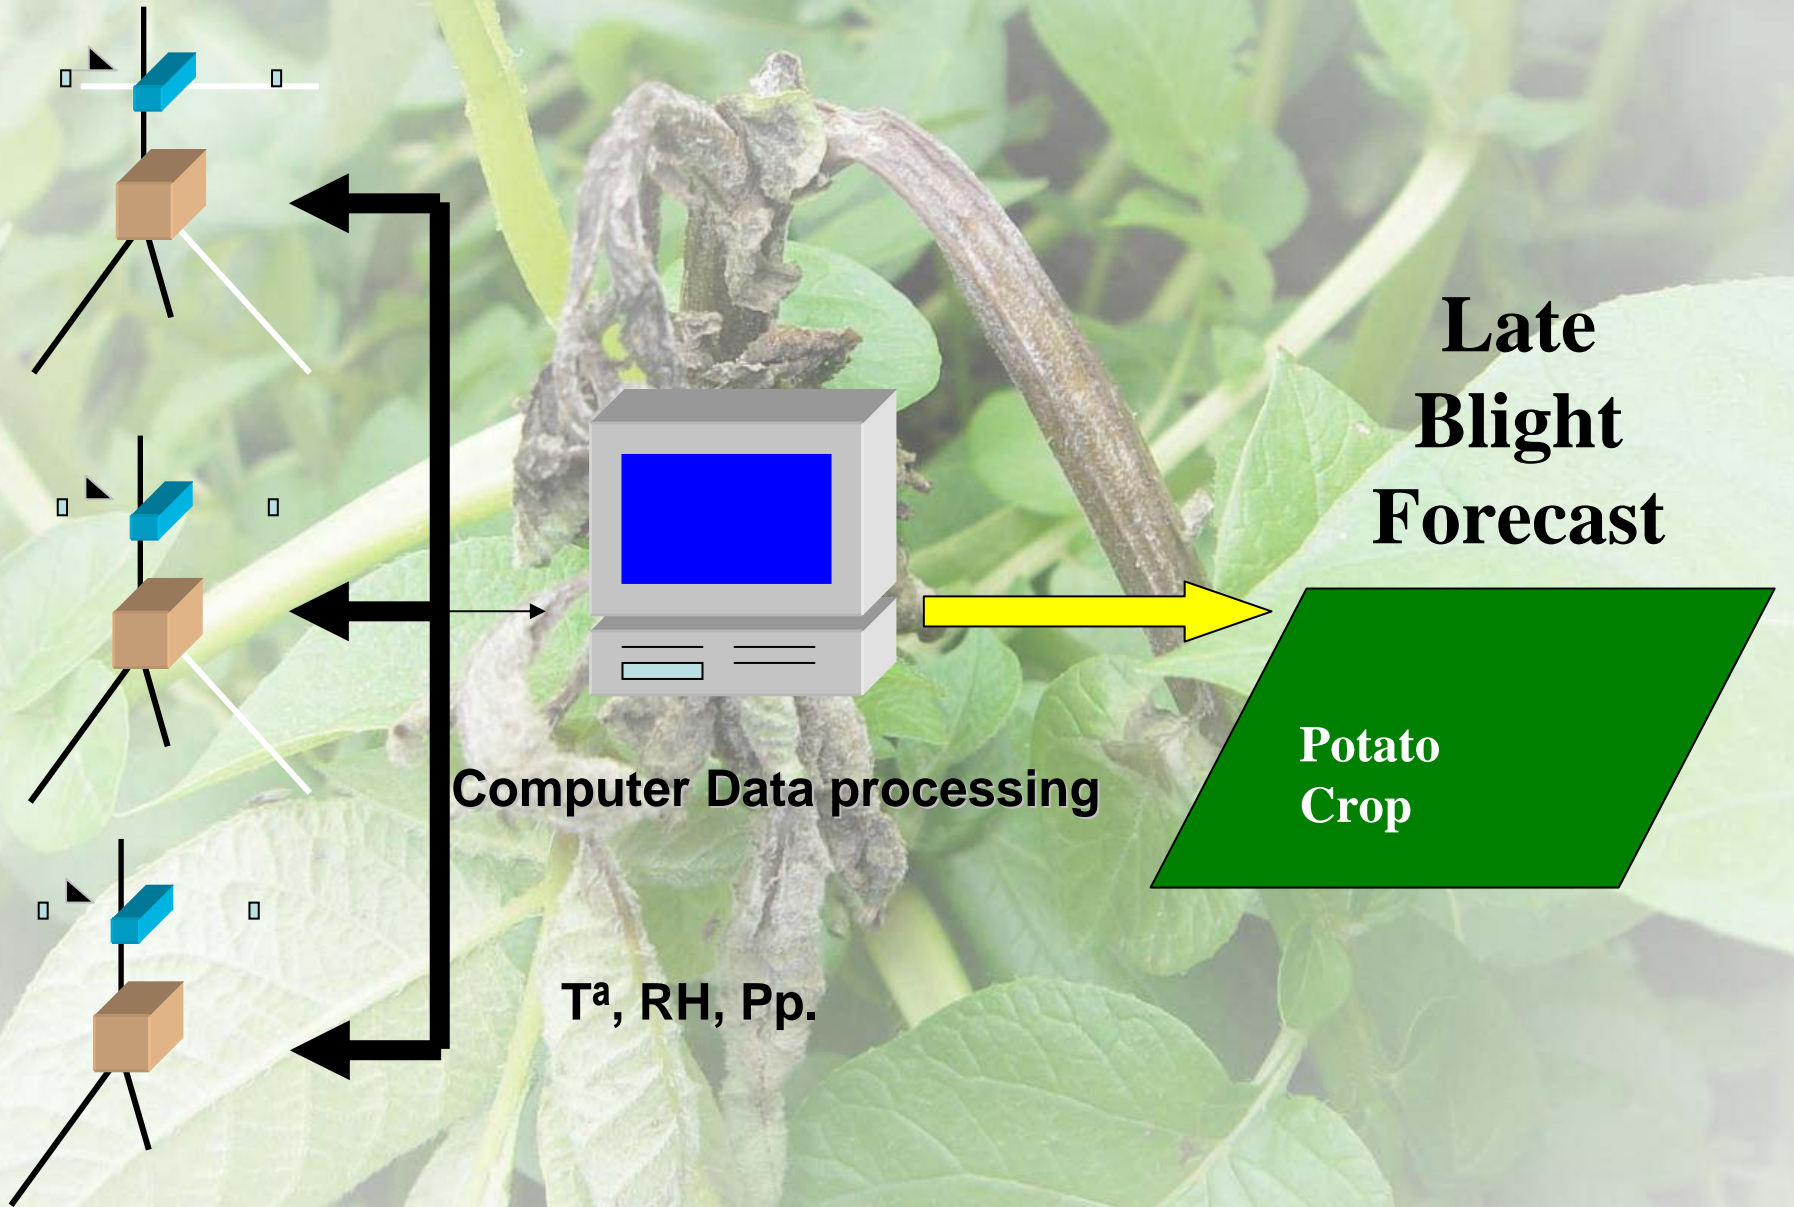 Late
Blight
Forecast
Potato
Crop
Computer Data processing
Tª, RH, Pp.